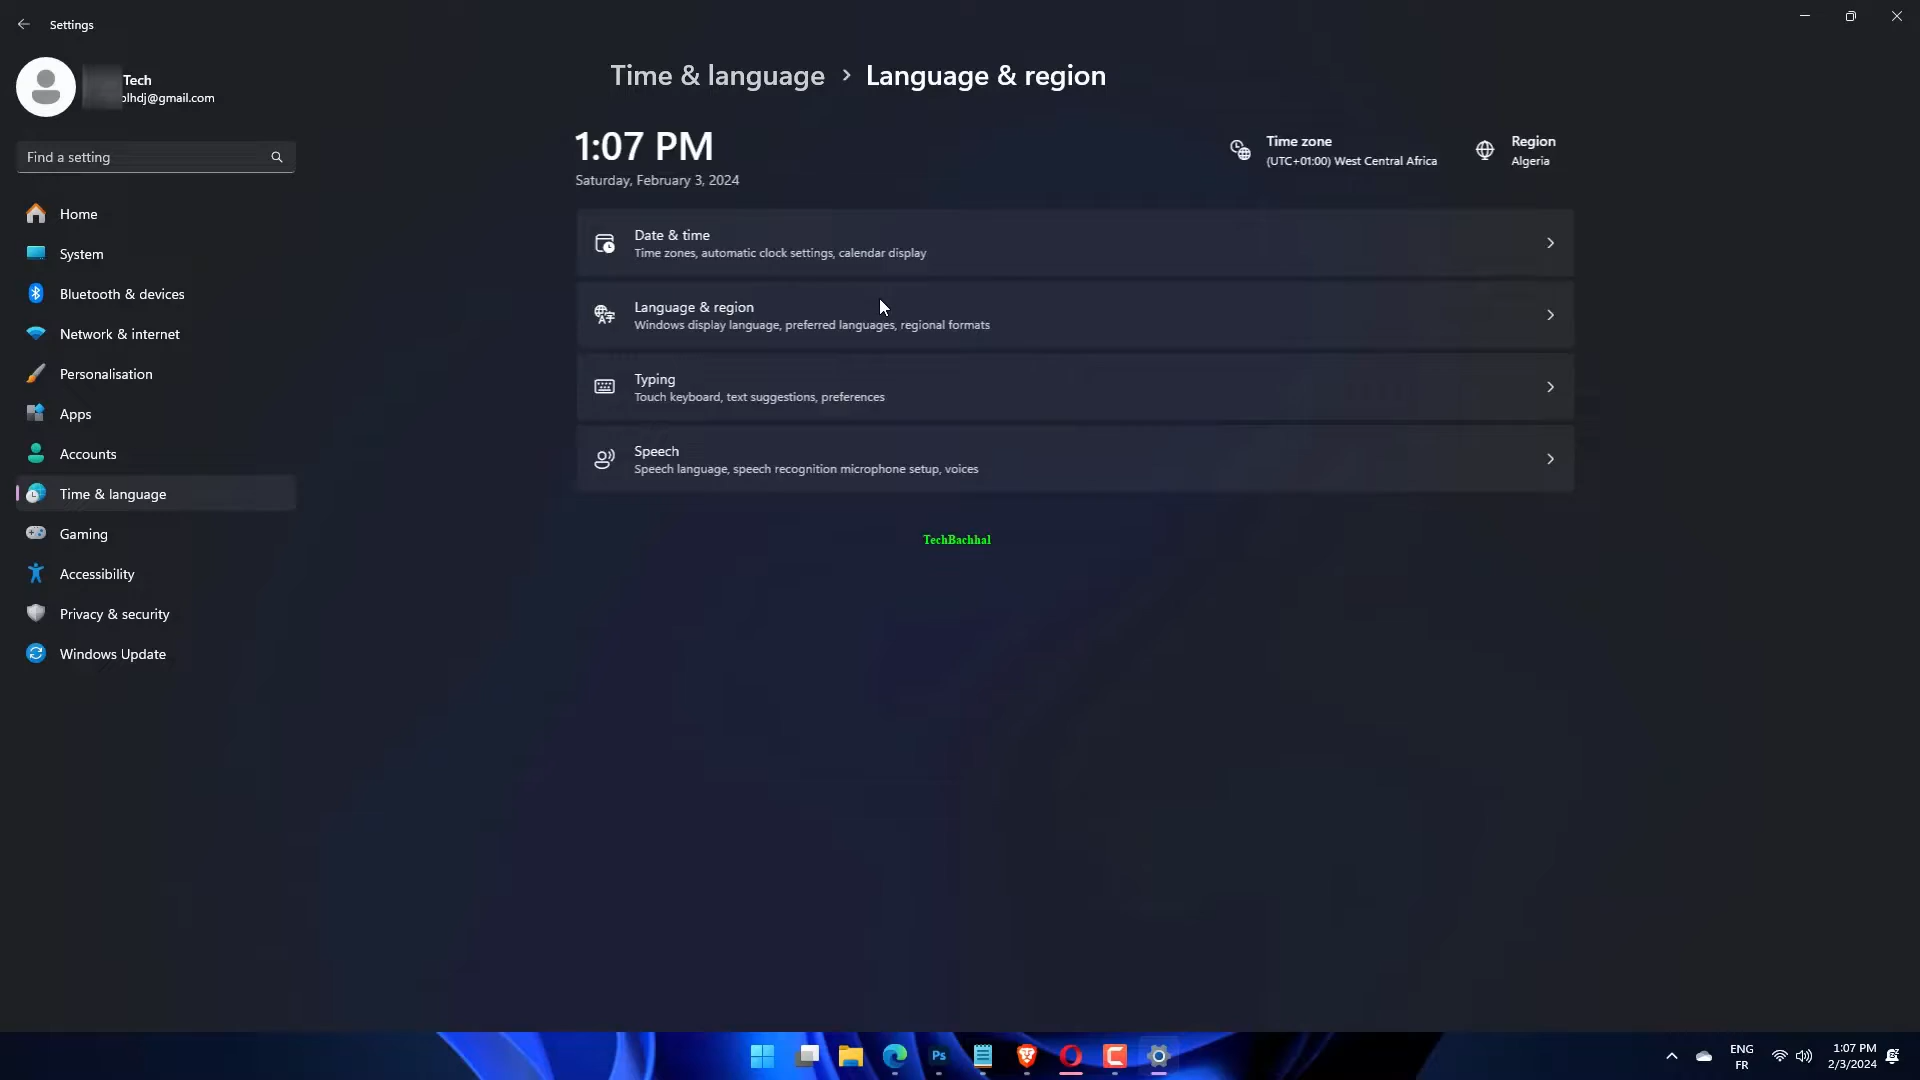 Settings
Tech
olhdj@gmail.com
Find a setting
Home
System
Bluetooth & devices
Network & internet
Personalisation
Apps
Accounts
Time & language
Gaming
Accessibility
Privacy & security
Windows Update
Time & language > Language & region
1:07 PM
Saturday, February 3, 2024
Time zone
(UTC+01:00) West Central Africa
Region
Algeria
Date & time
Time zones, automatic clock settings, calendar display
Language & region
Windows display language, preferred languages, regional formats
Typing
Touch keyboard, text suggestions, preferences
Speech
Speech language, speech recognition microphone setup, voices
TechBachhal
Ps
ENG
FR
1:07 PM
2/3/2024